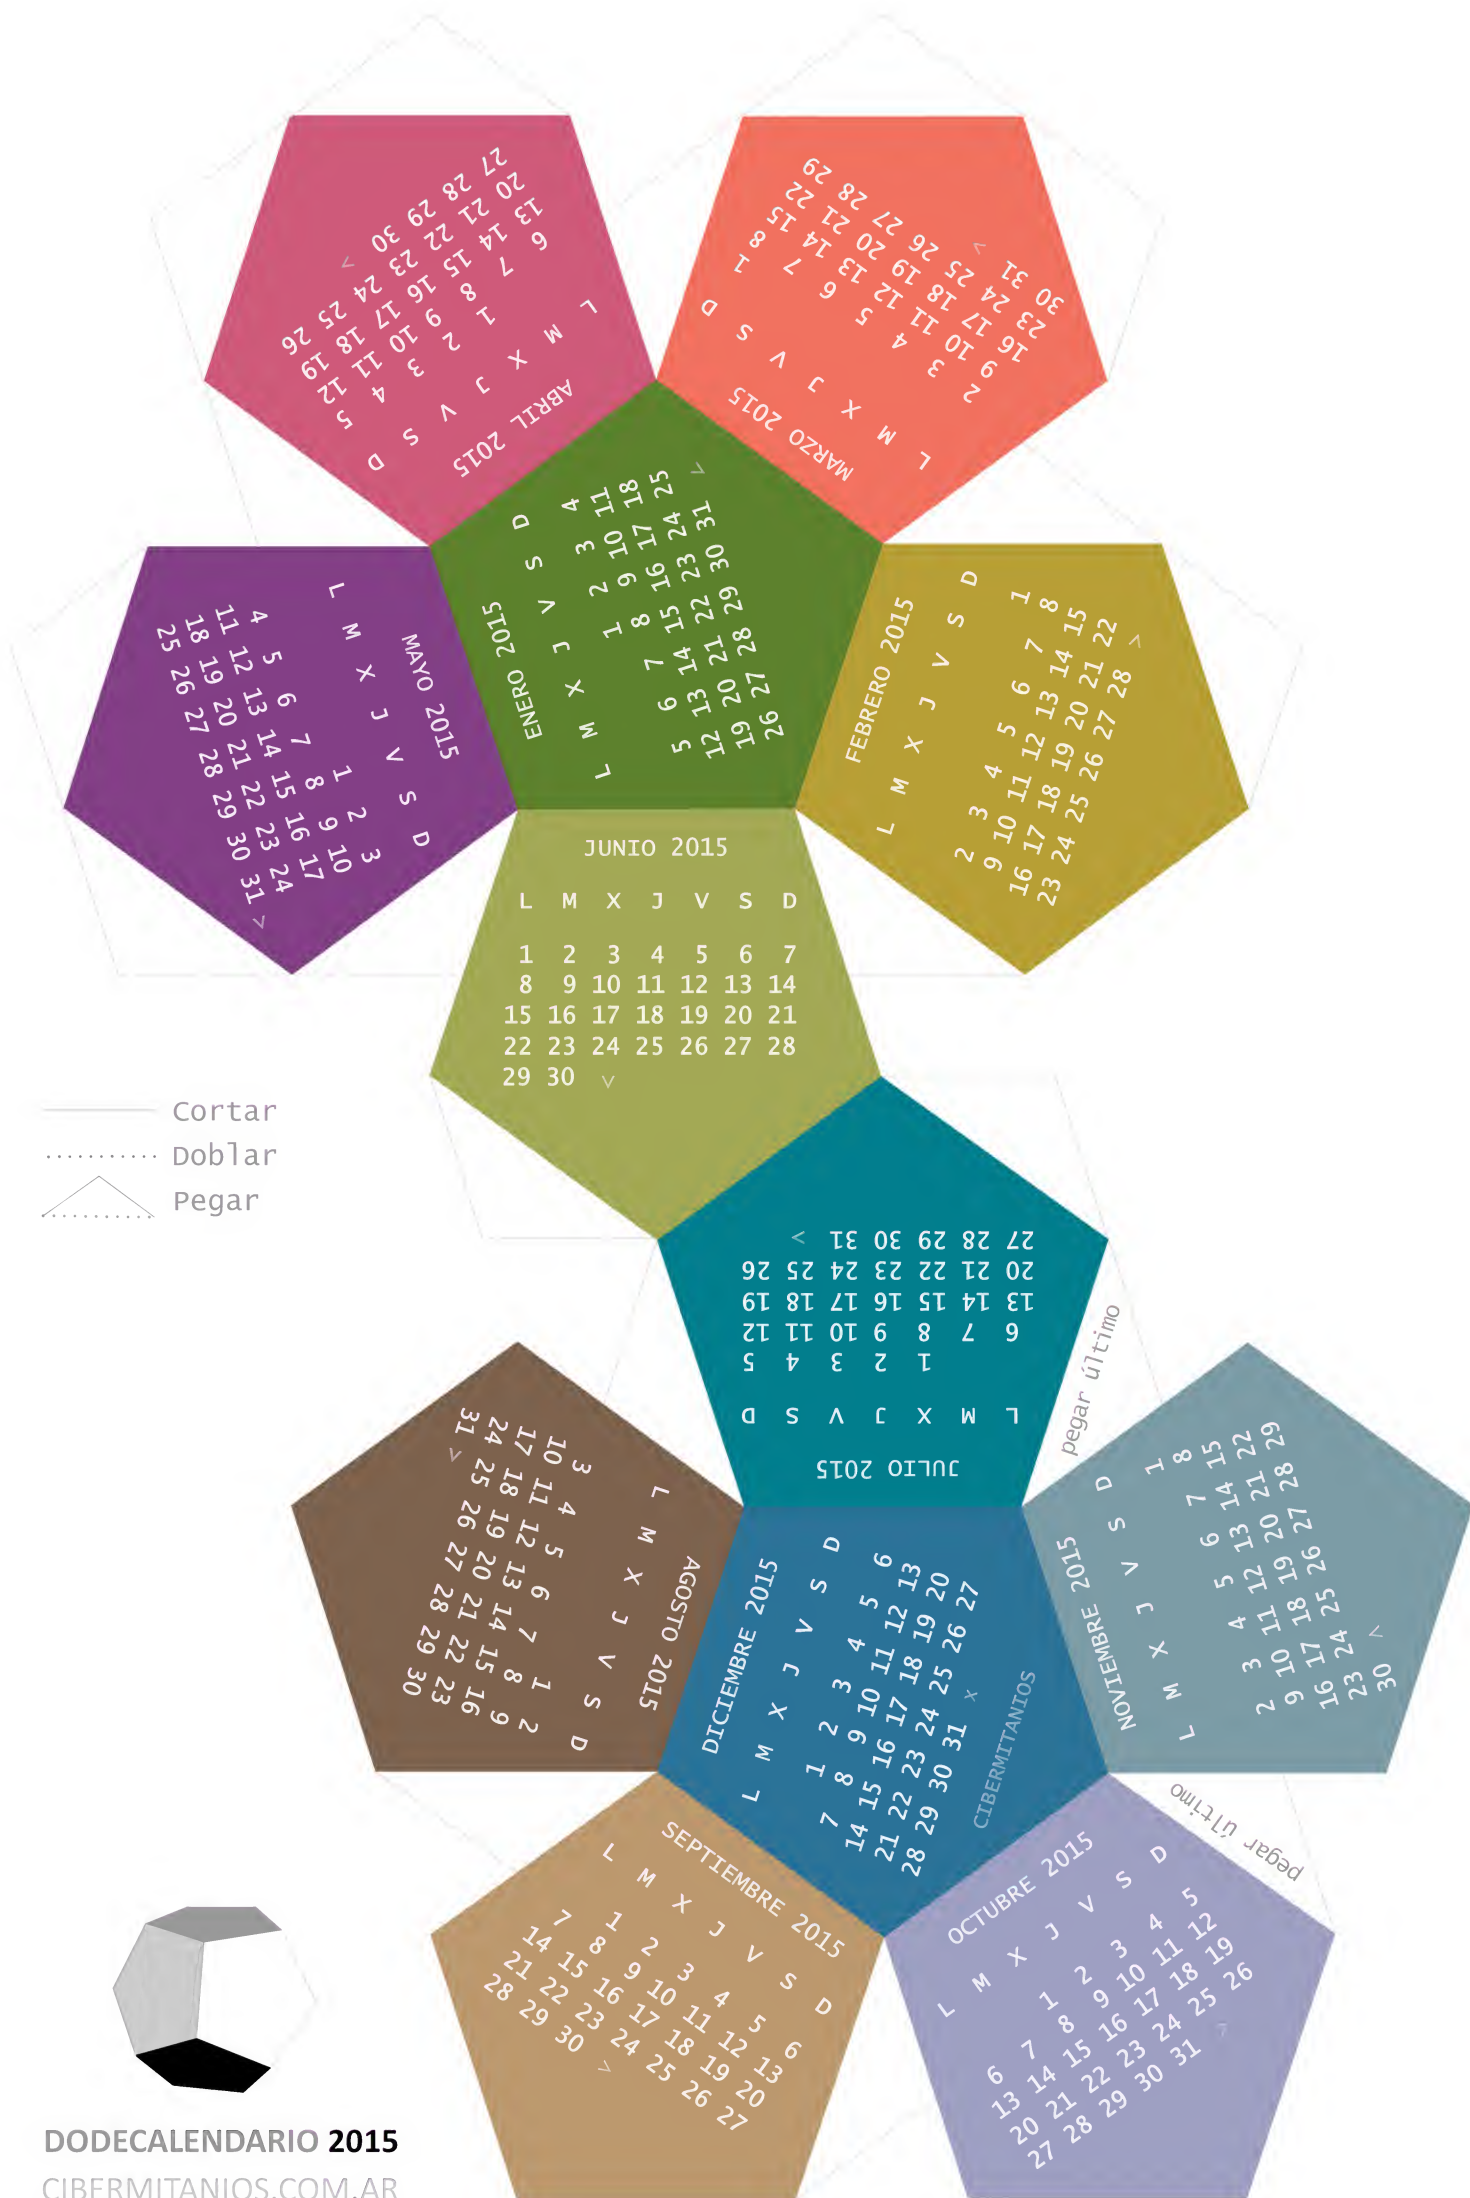 ABRIL 2015
L M X J V S D
1 2 3 4 5
6 7 8 9 10 11 12
13 14 15 16 17 18 19
20 21 22 23 24 25 26
27 28 29 30 >
MARZO 2015
L M X J V S D
1
2 3 4 5 6 7 8
9 10 11 12 13 14 15
16 17 18 19 20 21 22
23 24 25 26 27 28 29
30 31 >
MAYO 2015
L M X J V S D
1 2 3
4 5 6 7 8 9 10
11 12 13 14 15 16 17
18 19 20 21 22 23 24
25 26 27 28 29 30 31 >
ENERO 2015
L M X J V S D
1 2 3 4
5 6 7 8 9 10 11
12 13 14 15 16 17 18
19 20 21 22 23 24 25
26 27 28 29 30 31 >
FEBRERO 2015
L M X J V S D
1
2 3 4 5 6 7 8
9 10 11 12 13 14 15
16 17 18 19 20 21 22
23 24 25 26 27 28 >
JUNIO 2015
L M X J V S D
1 2 3 4 5 6 7
8 9 10 11 12 13 14
15 16 17 18 19 20 21
22 23 24 25 26 27 28
29 30 >
Cortar
Doblar
Pegar
JULIO 2015
L M X J V S D
1 2 3 4 5
6 7 8 9 10 11 12
13 14 15 16 17 18 19
20 21 22 23 24 25 26
27 28 29 30 31 >
pegar último
AGOSTO 2015
L M X J V S D
1 2
3 4 5 6 7 8 9
10 11 12 13 14 15 16
17 18 19 20 21 22 23
24 25 26 27 28 29 30
31 >
DICIEMBRE 2015
L M X J V S D
1 2 3 4 5 6
7 8 9 10 11 12 13
14 15 16 17 18 19 20
21 22 23 24 25 26 27
28 29 30 31 x
CIBERMITANIOS
NOVIEMBRE 2015
L M X J V S D
1
2 3 4 5 6 7 8
9 10 11 12 13 14 15
16 17 18 19 20 21 22
23 24 25 26 27 28 29
30 >
pegar último
SEPTIEMBRE 2015
L M X J V S D
1 2 3 4 5 6
7 8 9 10 11 12 13
14 15 16 17 18 19 20
21 22 23 24 25 26 27
28 29 30 >
OCTUBRE 2015
L M X J V S D
1 2 3 4 5
6 7 8 9 10 11 12
13 14 15 16 17 18 19
20 21 22 23 24 25 26
27 28 29 30 31 >
DODECALENDARIO 2015
CIBERMITANIOS.COM.AR